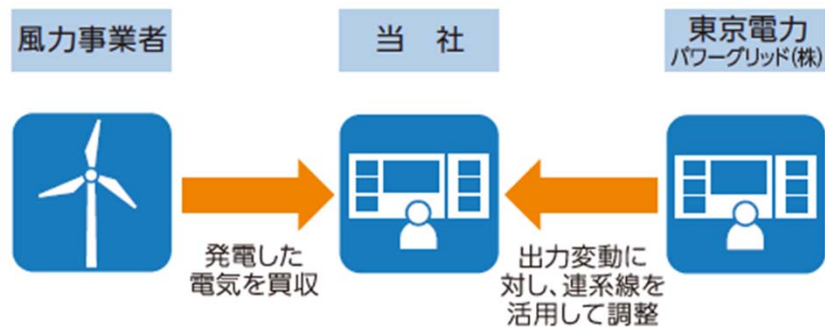 風力事業者
当 社
東京電力
パワーグリッド(株)
発電した
電気を買収
出力変動に
対し、連系線を
活用して調整